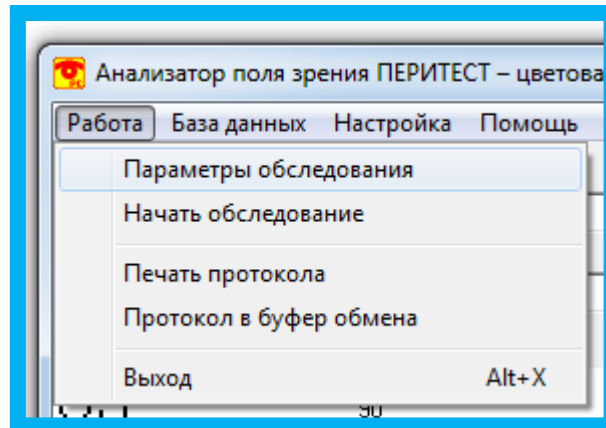 Анализатор поля зрения ПЕРИТЕСТ – цветова
Работа База данных Настройка Помощь
Параметры обследования
Начать обследование
Печать протокола
Протокол в буфер обмена
Выход Alt+X
90